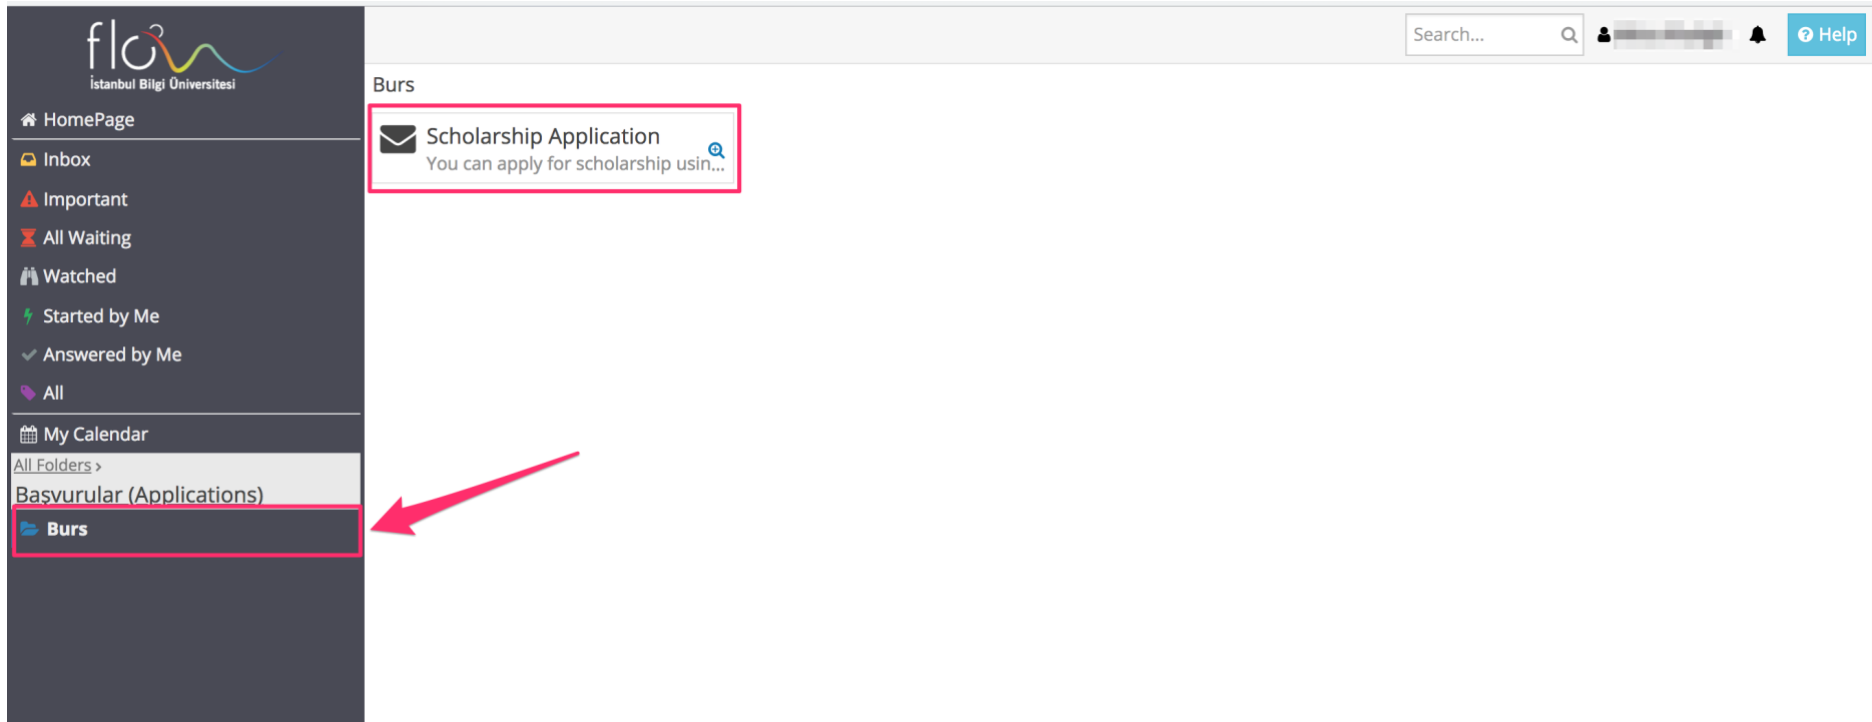 flow
İstanbul Bilgi Üniversitesi
Search...
Help
HomePage
Inbox
Important
All Waiting
Watched
Started by Me
Answered by Me
All
My Calendar
All Folders ›
Başvurular (Applications)
Burs
Burs
Scholarship Application
You can apply for scholarship usin...